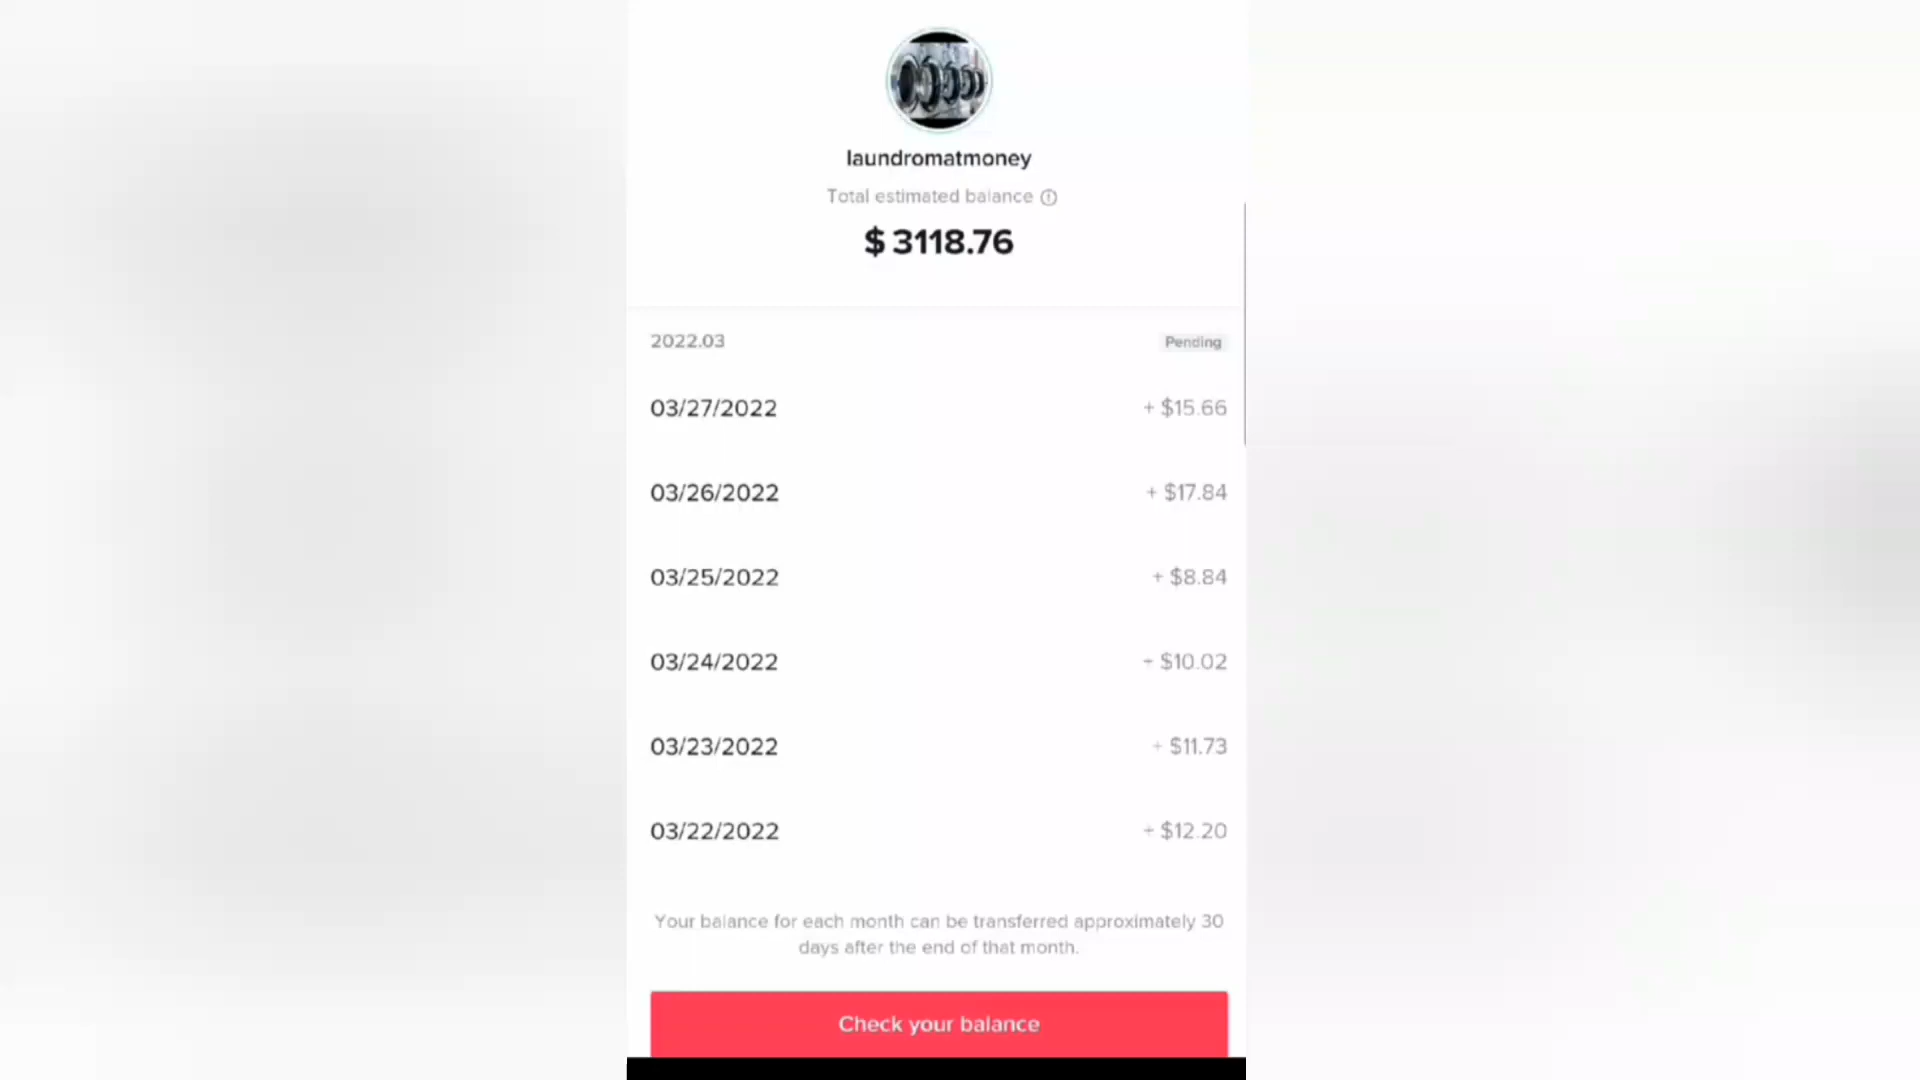 laundromatmoney
Total estimated balance
$ 3118.76
2022.03 Pending
03/27/2022 + $15.66
03/26/2022 + $17.84
03/25/2022 + $8.84
03/24/2022 + $10.02
03/23/2022 + $11.73
03/22/2022 + $12.20
Your balance for each month can be transferred approximately 30
days after the end of that month.
Check your balance